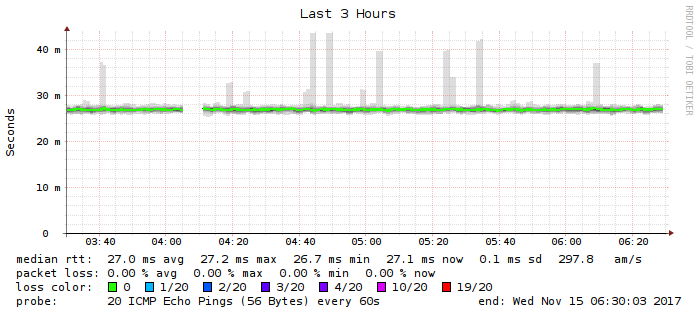 Last 3 Hours
RRDTOOL / TOBI OETIKER
Seconds
40 m
30 m
20 m
10 m
0
03:40 04:00 04:20 04:40 05:00 05:20 05:40 06:00 06:20
median rtt: 27.0 ms avg 27.2 ms max 26.7 ms min 27.1 ms now 0.1 ms sd 297.8 am/s
packet loss: 0.00 % avg 0.00 % max 0.00 % min 0.00 % now
loss color: 0 1/20 2/20 3/20 4/20 10/20 19/20
probe: 20 ICMP Echo Pings (56 Bytes) every 60s end: Wed Nov 15 06:30:03 2017